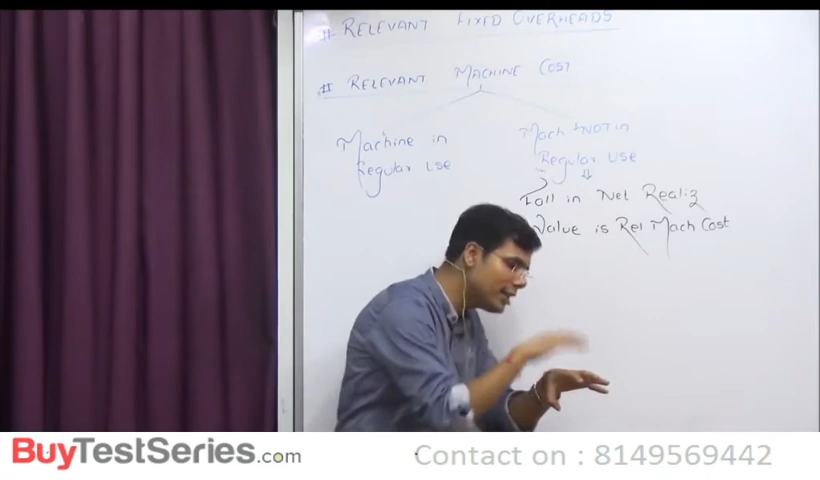 # RELEVANT FIXED OVERHEADS
# RELEVANT MACHINE COST
Machine in
Regular Use
Mach NOT in
Regular Use
Fall in Net Realiz
Value is Rel Mach Cost
BuyTestSeries.com
Contact on : 8149569442